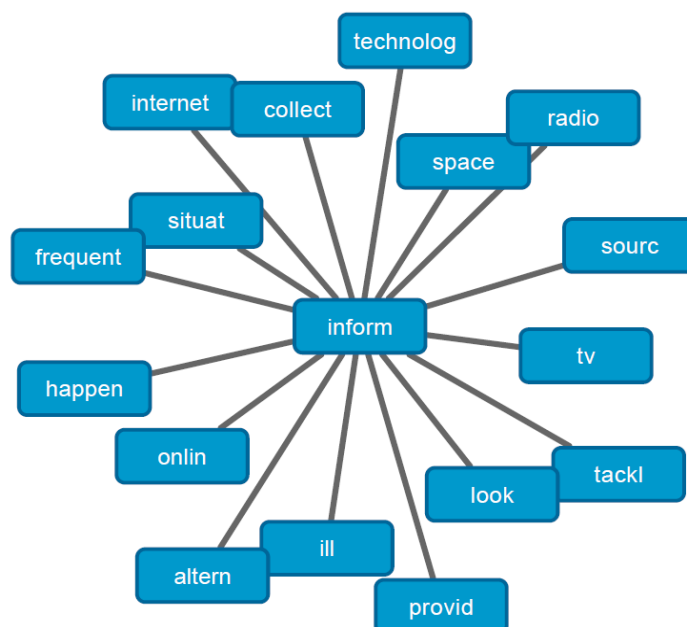 technolog
internet
collect
radio
space
situat
frequent
sourc
inform
tv
happen
onlin
look
tackl
ill
altern
provid